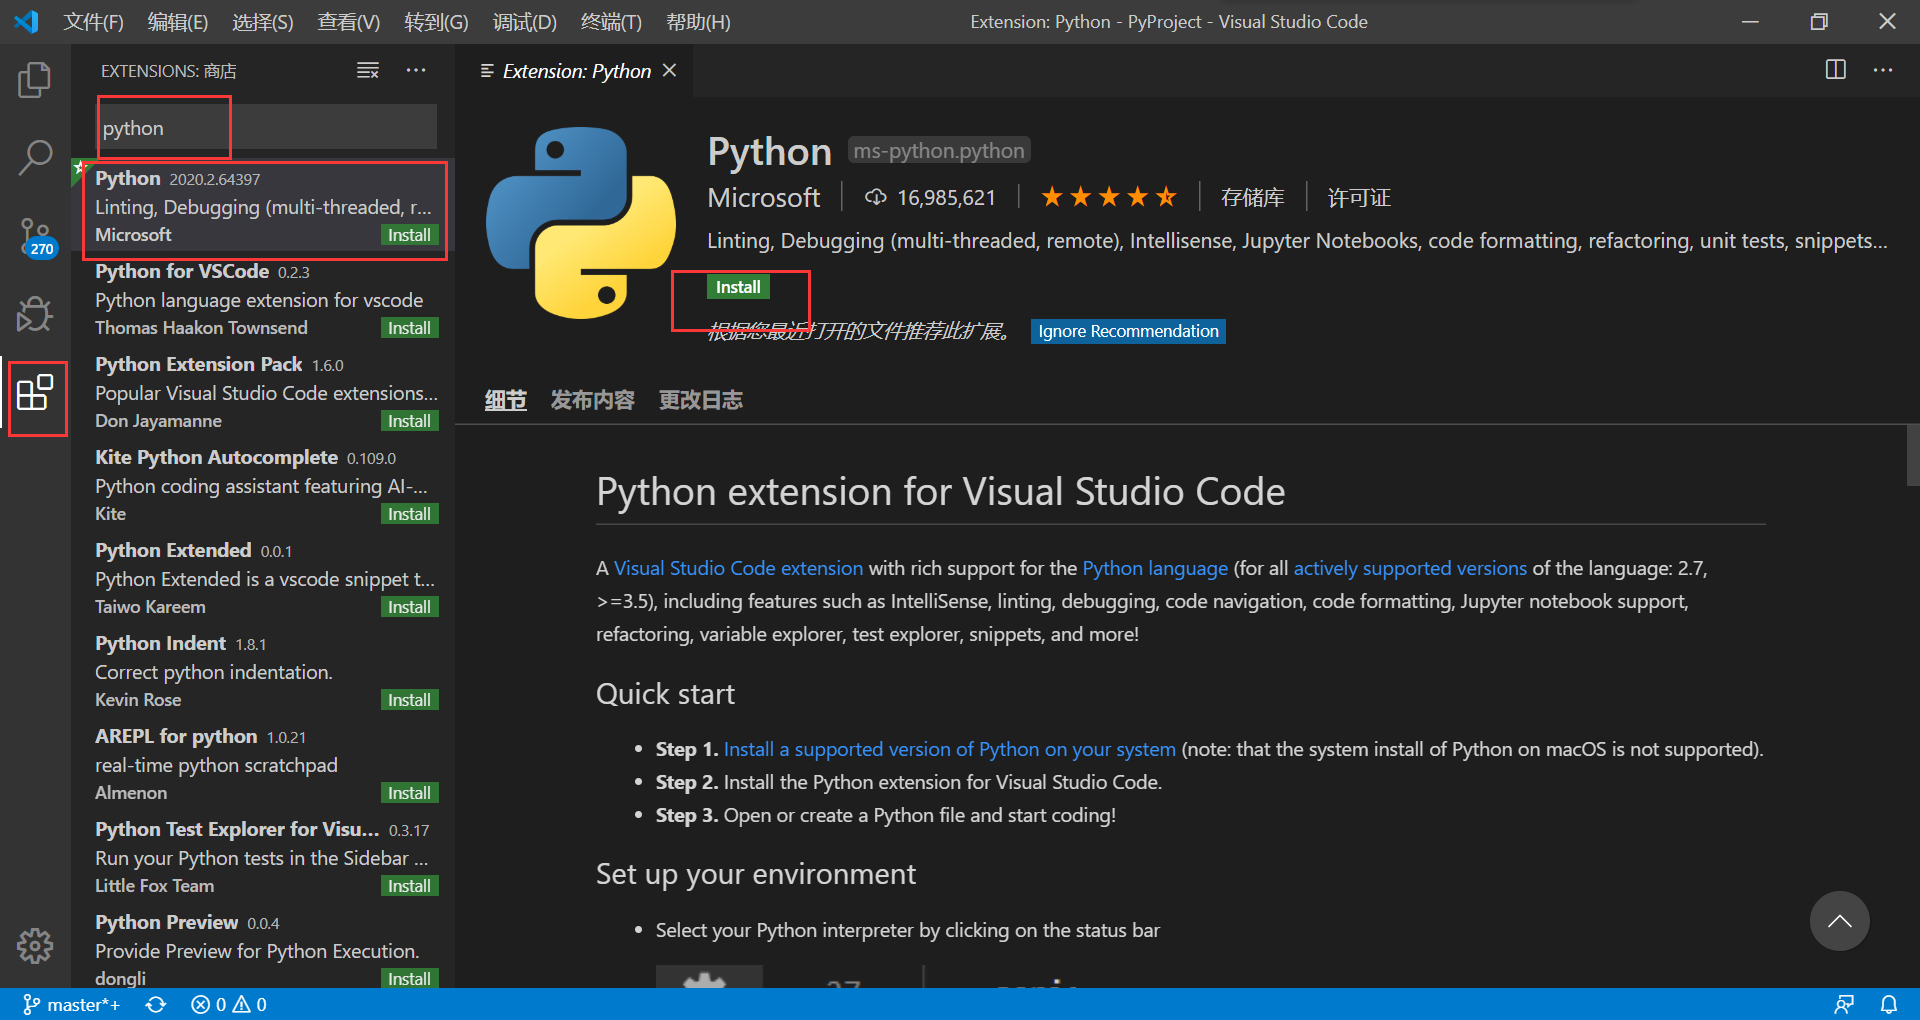 文件(F) 编辑(E) 选择(S) 查看(V) 转到(G) 调试(D) 终端(T) 帮助(H) Extension: Python - PyProject - Visual Studio Code
EXTENSIONS: 商店
python
Python 2020.2.64397
Linting, Debugging (multi-threaded, r...
Microsoft Install
Python for VSCode 0.2.3
Python language extension for vscode
Thomas Haakon Townsend Install
Python Extension Pack 1.6.0
Popular Visual Studio Code extensions...
Don Jayamanne Install
Kite Python Autocomplete 0.109.0
Python coding assistant featuring AI-...
Kite Install
Python Extended 0.0.1
Python Extended is a vscode snippet t...
Taiwo Kareem Install
Python Indent 1.8.1
Correct python indentation.
Kevin Rose Install
AREPL for python 1.0.21
real-time python scratchpad
Almenon Install
Python Test Explorer for Visu... 0.3.17
Run your Python tests in the Sidebar ...
Little Fox Team Install
Python Preview 0.0.4
Provide Preview for Python Execution.
dongli Install
270
Extension: Python
Python ms-python.python
Microsoft 16,985,621 存储库 许可证
Linting, Debugging (multi-threaded, remote), Intellisense, Jupyter Notebooks, code formatting, refactoring, unit tests, snippets...
Install
根据您最近打开的文件推荐此扩展。 Ignore Recommendation
细节 发布内容 更改日志
Python extension for Visual Studio Code
A Visual Studio Code extension with rich support for the Python language (for all actively supported versions of the language: 2.7,
>=3.5), including features such as IntelliSense, linting, debugging, code navigation, code formatting, Jupyter notebook support,
refactoring, variable explorer, test explorer, snippets, and more!
Quick start
• Step 1. Install a supported version of Python on your system (note: that the system install of Python on macOS is not supported).
• Step 2. Install the Python extension for Visual Studio Code.
• Step 3. Open or create a Python file and start coding!
Set up your environment
• Select your Python interpreter by clicking on the status bar
master*+ 0 0